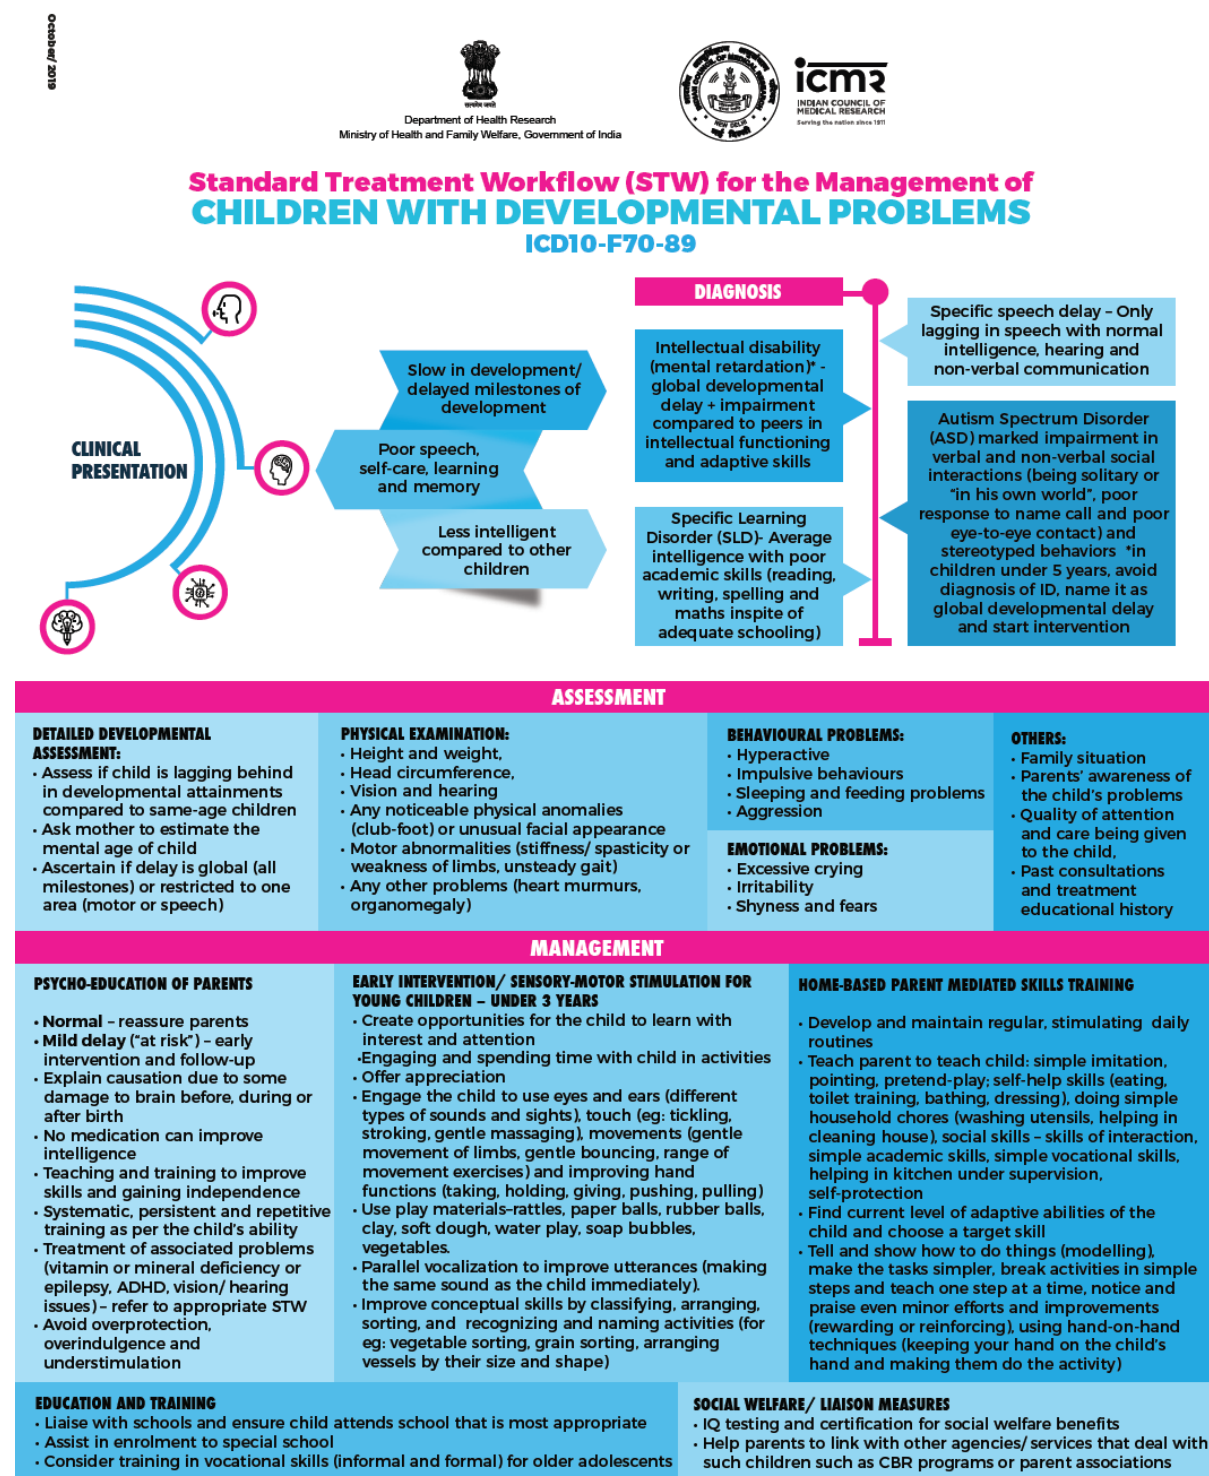 October/ 2019
सत्यमेव जयते
Department of Health Research
Ministry of Health and Family Welfare, Government of India
INDIAN COUNCIL OF MEDICAL RESEARCH
NEW DELHI
icmr
INDIAN COUNCIL OF
MEDICAL RESEARCH
Serving the nation since 1911
Standard Treatment Workflow (STW) for the Management of
CHILDREN WITH DEVELOPMENTAL PROBLEMS
ICD10-F70-89
CLINICAL
PRESENTATION
Slow in development/
delayed milestones of
development
Poor speech,
self-care, learning
and memory
Less intelligent
compared to other
children
DIAGNOSIS
Intellectual disability
(mental retardation)* -
global developmental
delay + impairment
compared to peers in
intellectual functioning
and adaptive skills
Specific Learning
Disorder (SLD)- Average
intelligence with poor
academic skills (reading,
writing, spelling and
maths inspite of
adequate schooling)
Specific speech delay – Only
lagging in speech with normal
intelligence, hearing and
non-verbal communication
Autism Spectrum Disorder
(ASD) marked impairment in
verbal and non-verbal social
interactions (being solitary or
“in his own world”, poor
response to name call and poor
eye-to-eye contact) and
stereotyped behaviors *in
children under 5 years, avoid
diagnosis of ID, name it as
global developmental delay
and start intervention
ASSESSMENT
DETAILED DEVELOPMENTAL
ASSESSMENT:
• Assess if child is lagging behind
in developmental attainments
compared to same-age children
• Ask mother to estimate the
mental age of child
• Ascertain if delay is global (all
milestones) or restricted to one
area (motor or speech)
PHYSICAL EXAMINATION:
• Height and weight,
• Head circumference,
• Vision and hearing
• Any noticeable physical anomalies
(club-foot) or unusual facial appearance
• Motor abnormalities (stiffness/ spasticity or
weakness of limbs, unsteady gait)
• Any other problems (heart murmurs,
organomegaly)
BEHAVIOURAL PROBLEMS:
• Hyperactive
• Impulsive behaviours
• Sleeping and feeding problems
• Aggression
EMOTIONAL PROBLEMS:
• Excessive crying
• Irritability
• Shyness and fears
OTHERS:
• Family situation
• Parents’ awareness of
the child’s problems
• Quality of attention
and care being given
to the child,
• Past consultations
and treatment
educational history
MANAGEMENT
PSYCHO-EDUCATION OF PARENTS
• Normal – reassure parents
• Mild delay (“at risk”) – early
intervention and follow-up
• Explain causation due to some
damage to brain before, during or
after birth
• No medication can improve
intelligence
• Teaching and training to improve
skills and gaining independence
• Systematic, persistent and repetitive
training as per the child’s ability
• Treatment of associated problems
(vitamin or mineral deficiency or
epilepsy, ADHD, vision/ hearing
issues) – refer to appropriate STW
• Avoid overprotection,
overindulgence and
understimulation
EARLY INTERVENTION/ SENSORY-MOTOR STIMULATION FOR
YOUNG CHILDREN – UNDER 3 YEARS
• Create opportunities for the child to learn with
interest and attention
•Engaging and spending time with child in activities
• Offer appreciation
• Engage the child to use eyes and ears (different
types of sounds and sights), touch (eg: tickling,
stroking, gentle massaging), movements (gentle
movement of limbs, gentle bouncing, range of
movement exercises) and improving hand
functions (taking, holding, giving, pushing, pulling)
• Use play materials–rattles, paper balls, rubber balls,
clay, soft dough, water play, soap bubbles,
vegetables.
• Parallel vocalization to improve utterances (making
the same sound as the child immediately).
• Improve conceptual skills by classifying, arranging,
sorting, and recognizing and naming activities (for
eg: vegetable sorting, grain sorting, arranging
vessels by their size and shape)
HOME-BASED PARENT MEDIATED SKILLS TRAINING
• Develop and maintain regular, stimulating daily
routines
• Teach parent to teach child: simple imitation,
pointing, pretend-play; self-help skills (eating,
toilet training, bathing, dressing), doing simple
household chores (washing utensils, helping in
cleaning house), social skills – skills of interaction,
simple academic skills, simple vocational skills,
helping in kitchen under supervision,
self-protection
• Find current level of adaptive abilities of the
child and choose a target skill
• Tell and show how to do things (modelling),
make the tasks simpler, break activities in simple
steps and teach one step at a time, notice and
praise even minor efforts and improvements
(rewarding or reinforcing), using hand-on-hand
techniques (keeping your hand on the child’s
hand and making them do the activity)
EDUCATION AND TRAINING
• Liaise with schools and ensure child attends school that is most appropriate
• Assist in enrolment to special school
• Consider training in vocational skills (informal and formal) for older adolescents
SOCIAL WELFARE/ LIAISON MEASURES
• IQ testing and certification for social welfare benefits
• Help parents to link with other agencies/ services that deal with
such children such as CBR programs or parent associations